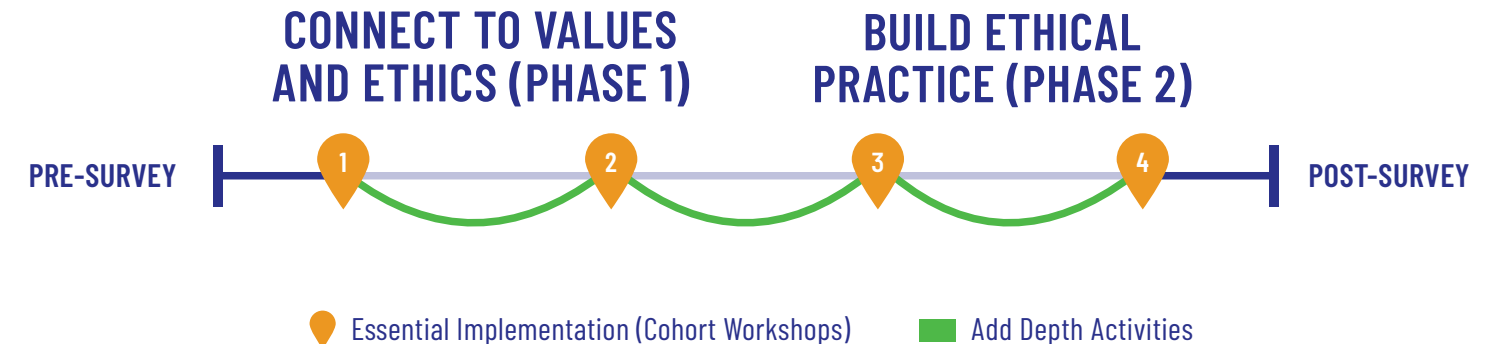 CONNECT TO VALUES
AND ETHICS (PHASE 1)
BUILD ETHICAL
PRACTICE (PHASE 2)
PRE-SURVEY
1
2
3
4
POST-SURVEY
Essential Implementation (Cohort Workshops)
Add Depth Activities